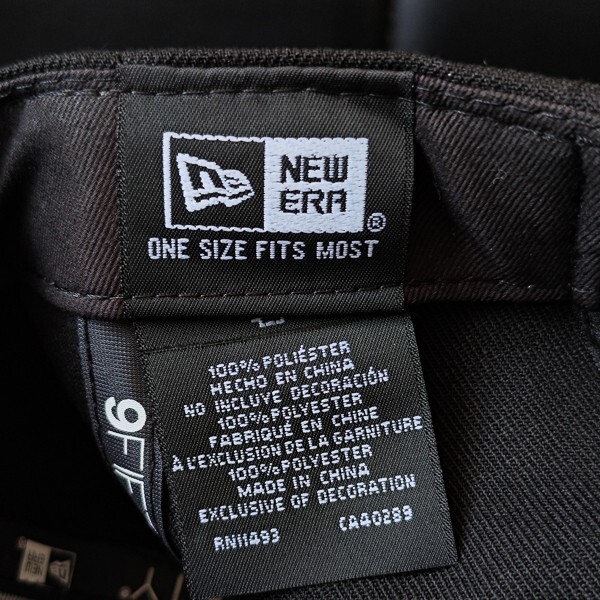 NEW
ERA
®
ONE SIZE FITS MOST
100% POLIÉSTER
HECHO EN CHINA
NO INCLUYE DECORACIÓN
100% POLYESTER
FABRIQUÉ EN CHINE
À L'EXCLUSION DE LA GARNITURE
100% POLYESTER
MADE IN CHINA
EXCLUSIVE OF DECORATION
RN11493 CA40289
9FIF